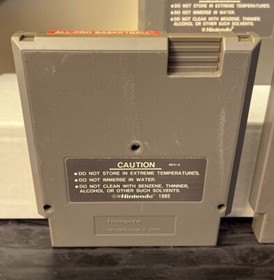 ALL-PRO BASKETBALL
DO NOT STORE IN EXTREME TEMPERATURES.
DO NOT IMMERSE IN WATER.
DO NOT CLEAN WITH BENZENE, THINNER,
ALCOHOL OR OTHER SUCH SOLVENTS.
©Nintendo
CAUTION
•DO NOT STORE IN EXTREME TEMPERATURES.
•DO NOT IMMERSE IN WATER.
•DO NOT CLEAN WITH BENZENE, THINNER,
ALCOHOL OR OTHER SUCH SOLVENTS.
©Nintendo 1985
Nintendo